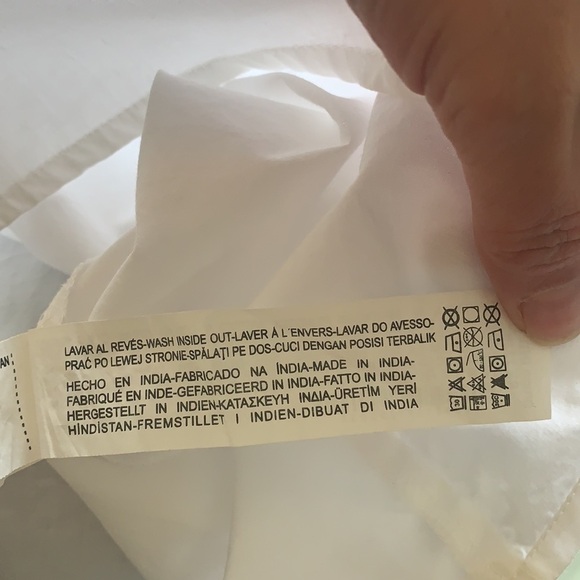 LAVAR AL REVÉS-WASH INSIDE OUT-LAVER À L´ENVERS-LAVAR DO AVESSO-
PRAĆ PO LEWEJ STRONIE-SPĂLAŢI PE DOS-CUCI DENGAN POSISI TERBALIK
HECHO EN INDIA-FABRICADO NA ÍNDIA-MADE IN INDIA-
FABRIQUÉ EN INDE-GEFABRICEERD IN INDIA-FATTO IN INDIA-
HERGESTELLT IN INDIEN-ΚΑΤΑΣΚΕΥΗ ΙΝΔΙΑ-ÜRETİM YERİ
HİNDİSTAN-FREMSTILLET I INDIEN-DIBUAT DI INDIA